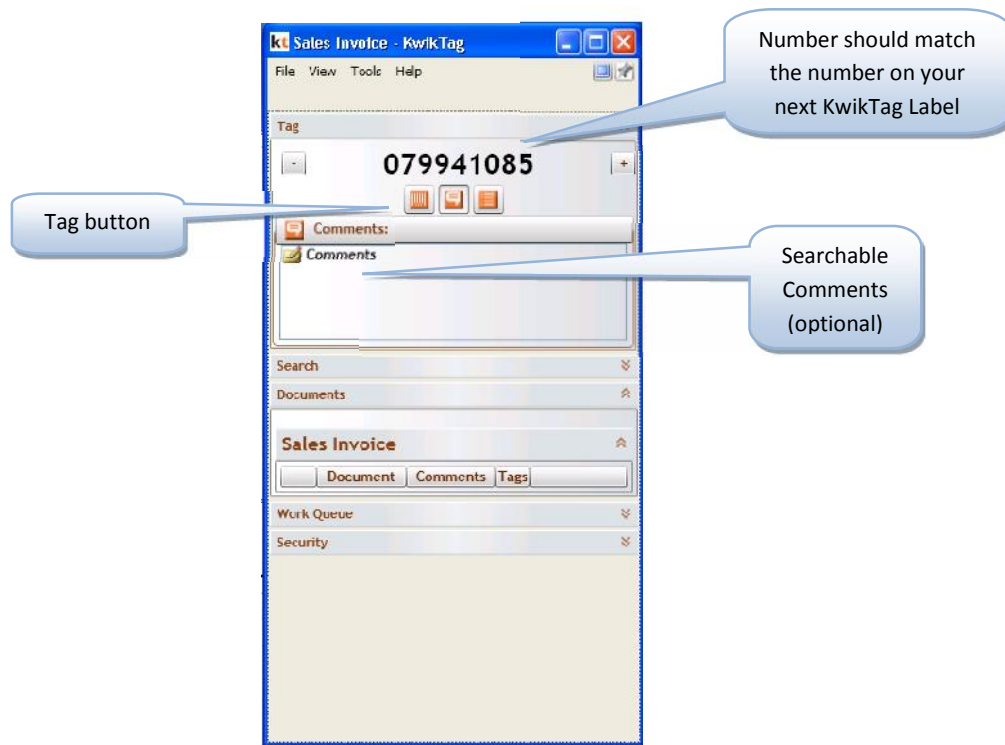 kt Sales Invoice - KwikTag
File View Tools Help
Number should match
the number on your
next KwikTag Label
Tag
- 079941085 +
Tag button
Comments:
Comments
Searchable
Comments
(optional)
Search
Documents
Sales Invoice
Document Comments Tags
Work Queue
Security